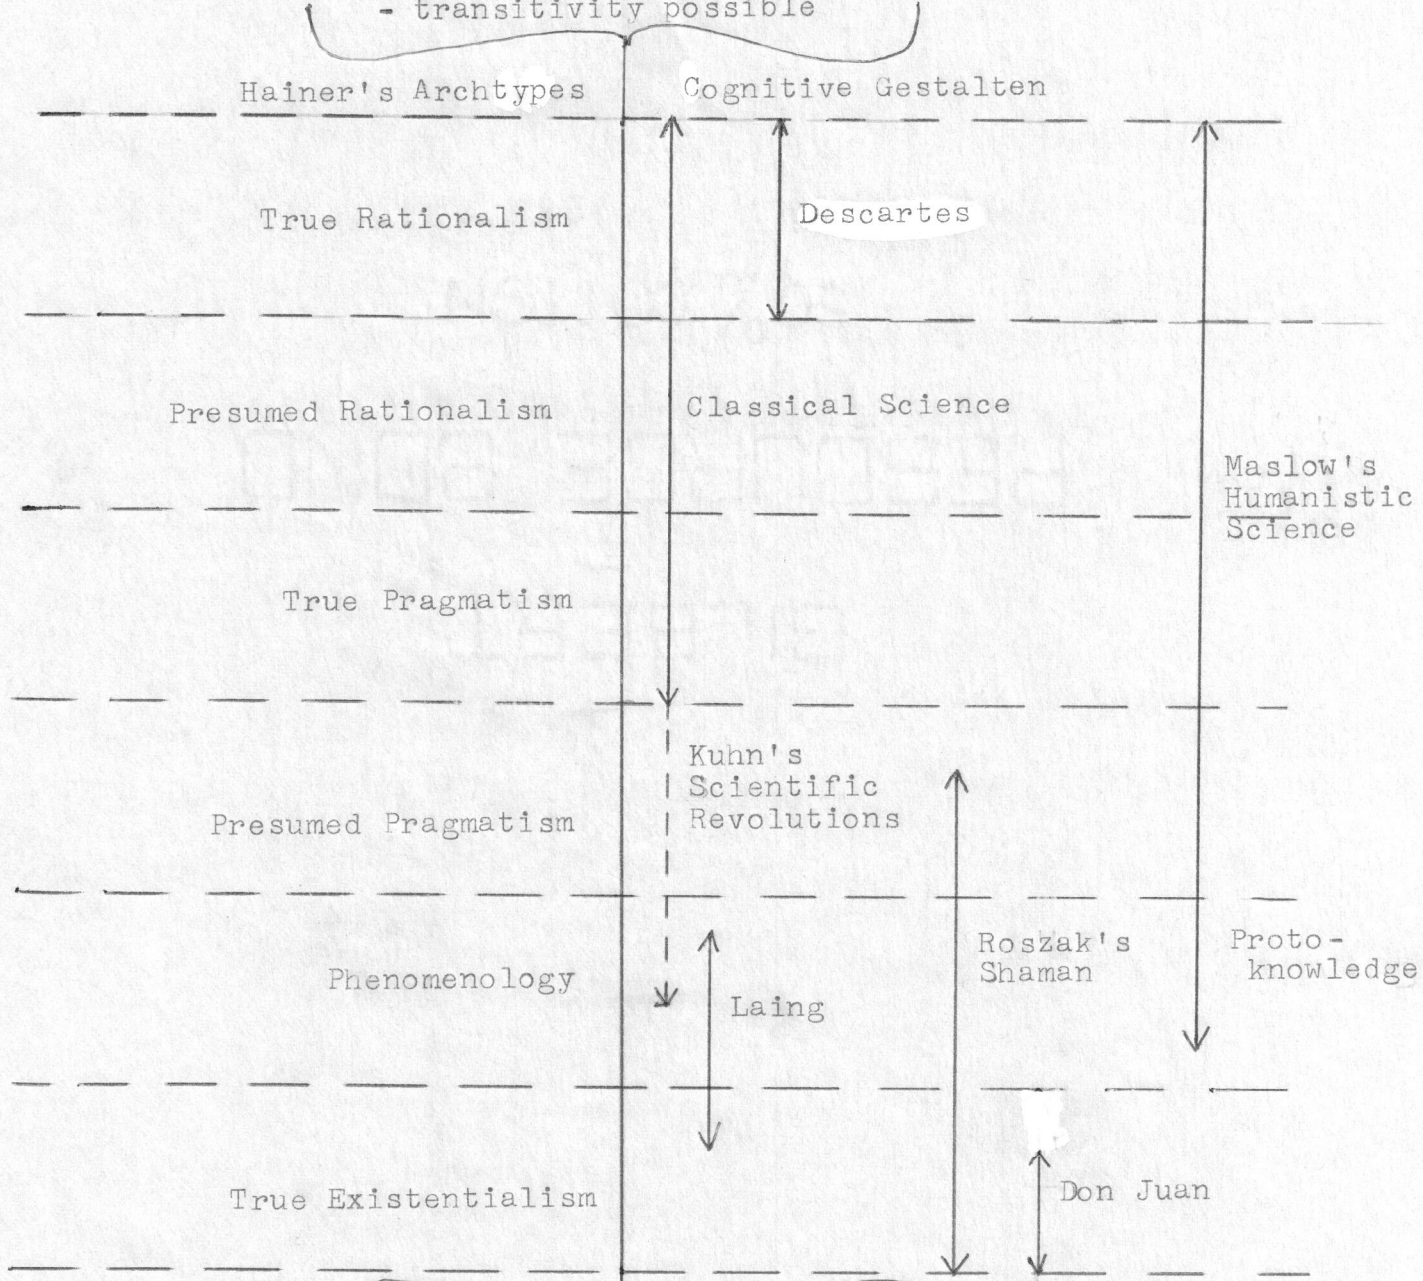 - transitivity possible
Hainer's Archtypes
Cognitive Gestalten
True Rationalism
Descartes
Presumed Rationalism
Classical Science
Maslow's
Humanistic
Science
True Pragmatism
Kuhn's
Scientific
Revolutions
Presumed Pragmatism
Roszak's
Shaman
Proto-
knowledge
Phenomenology
Laing
True Existentialism
Don Juan